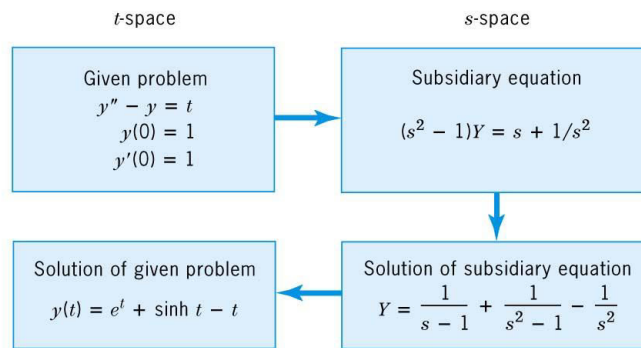 t-space
s-space
Given problem
y″ − y = t
y(0) = 1
y′(0) = 1
Subsidiary equation
(s² − 1)Y = s + 1/s²
Solution of given problem
y(t) = eᵗ + sinh t − t
Solution of subsidiary equation
Y = 1/(s − 1) + 1/(s² − 1) − 1/s²